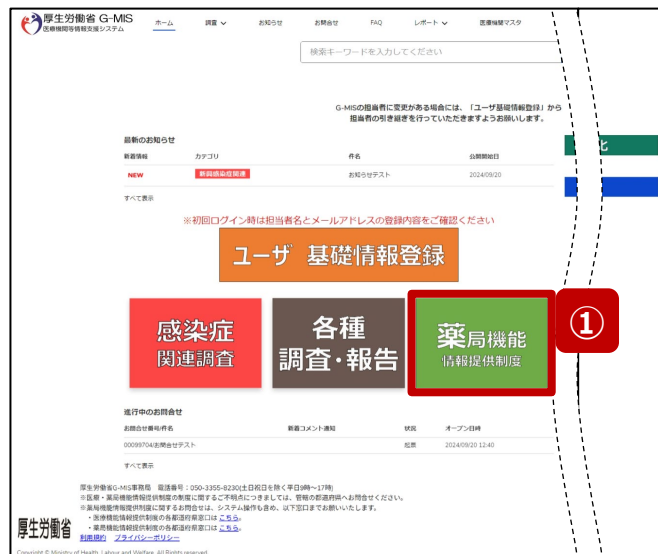 厚生労働省 G-MIS
医療機関等情報支援システム
ホーム 調査 お知らせ お問合せ FAQ レポート 医療機関マスタ
検索キーワードを入力してください
G-MISの担当者に変更がある場合には、「ユーザ基礎情報登録」から
担当者の引き継ぎを行っていただきますようお願いします。
化
最新のお知らせ
新着情報 カテゴリ 件名 公開開始日
NEW 新興感染症関連 お知らせテスト 2024/09/20
すべて表示
※初回ログイン時は担当者名とメールアドレスの登録内容をご確認ください
ユーザ 基礎情報登録
感染症
関連調査
各種
調査・報告
薬局機能
情報提供制度
①
進行中のお問合せ
お問合せ番号/件名 新着コメント通知 状況 オープン日時
00099704/お問合せテスト 起票 2024/09/20 12:40
すべて表示
厚生労働省G-MIS事務局 電話番号：050-3355-8230(土日祝日を除く平日9時～17時)
※医療・薬局機能情報提供制度の制度に関するご不明点につきましては、管轄の都道府県へお問合せください。
※薬局機能情報提供制度に関するお問合せは、システム操作も含め、以下窓口までお願いいたします。
・医療機能情報提供制度の各都道府県窓口は こちら。
・薬局機能情報提供制度の各都道府県窓口は こちら。
厚生労働省
利用規約 プライバシーポリシー
Copyright © Ministry of Health, Labour and Welfare, All Rights reserved.